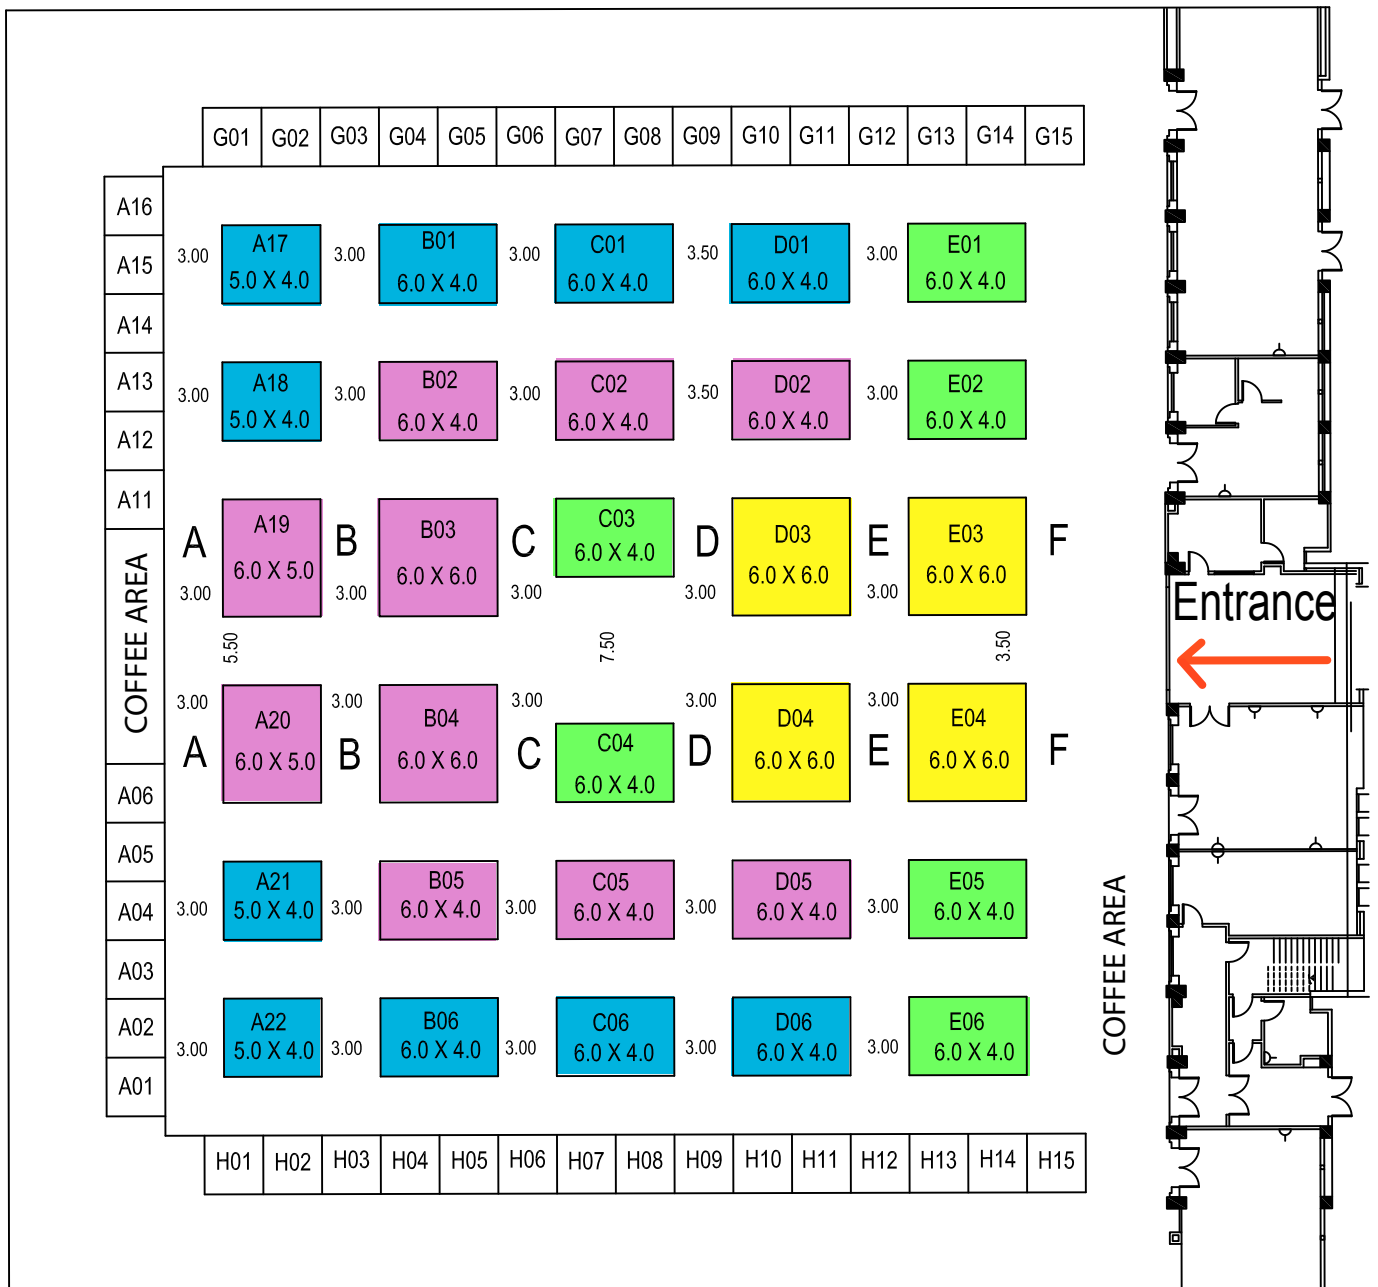 G01 G02 G03 G04 G05 G06 G07 G08 G09 G10 G11 G12 G13 G14 G15
A16
A15
A14
A13
A12
A11
COFFEE AREA
A06
A05
A04
A03
A02
A01
3.00 A17 3.00 B01 3.00 C01 3.50 D01 3.00 E01
5.0 X 4.0 6.0 X 4.0 6.0 X 4.0 6.0 X 4.0 6.0 X 4.0
3.00 A18 3.00 B02 3.00 C02 3.50 D02 3.00 E02
5.0 X 4.0 6.0 X 4.0 6.0 X 4.0 6.0 X 4.0 6.0 X 4.0
A A19 B B03 C C03 D D03 E E03 F
6.0 X 5.0 6.0 X 6.0 6.0 X 4.0 6.0 X 6.0 6.0 X 6.0
3.00 3.00 3.00 3.00 3.00
5.50 7.50 3.50
Entrance
3.00 3.00 3.00 3.00 3.00
A A20 B B04 C C04 D D04 E E04 F
6.0 X 5.0 6.0 X 6.0 6.0 X 4.0 6.0 X 6.0 6.0 X 6.0
3.00 A21 3.00 B05 3.00 C05 3.00 D05 3.00 E05
5.0 X 4.0 6.0 X 4.0 6.0 X 4.0 6.0 X 4.0 6.0 X 4.0
3.00 A22 3.00 B06 3.00 C06 3.00 D06 3.00 E06
5.0 X 4.0 6.0 X 4.0 6.0 X 4.0 6.0 X 4.0 6.0 X 4.0
COFFEE AREA
H01 H02 H03 H04 H05 H06 H07 H08 H09 H10 H11 H12 H13 H14 H15